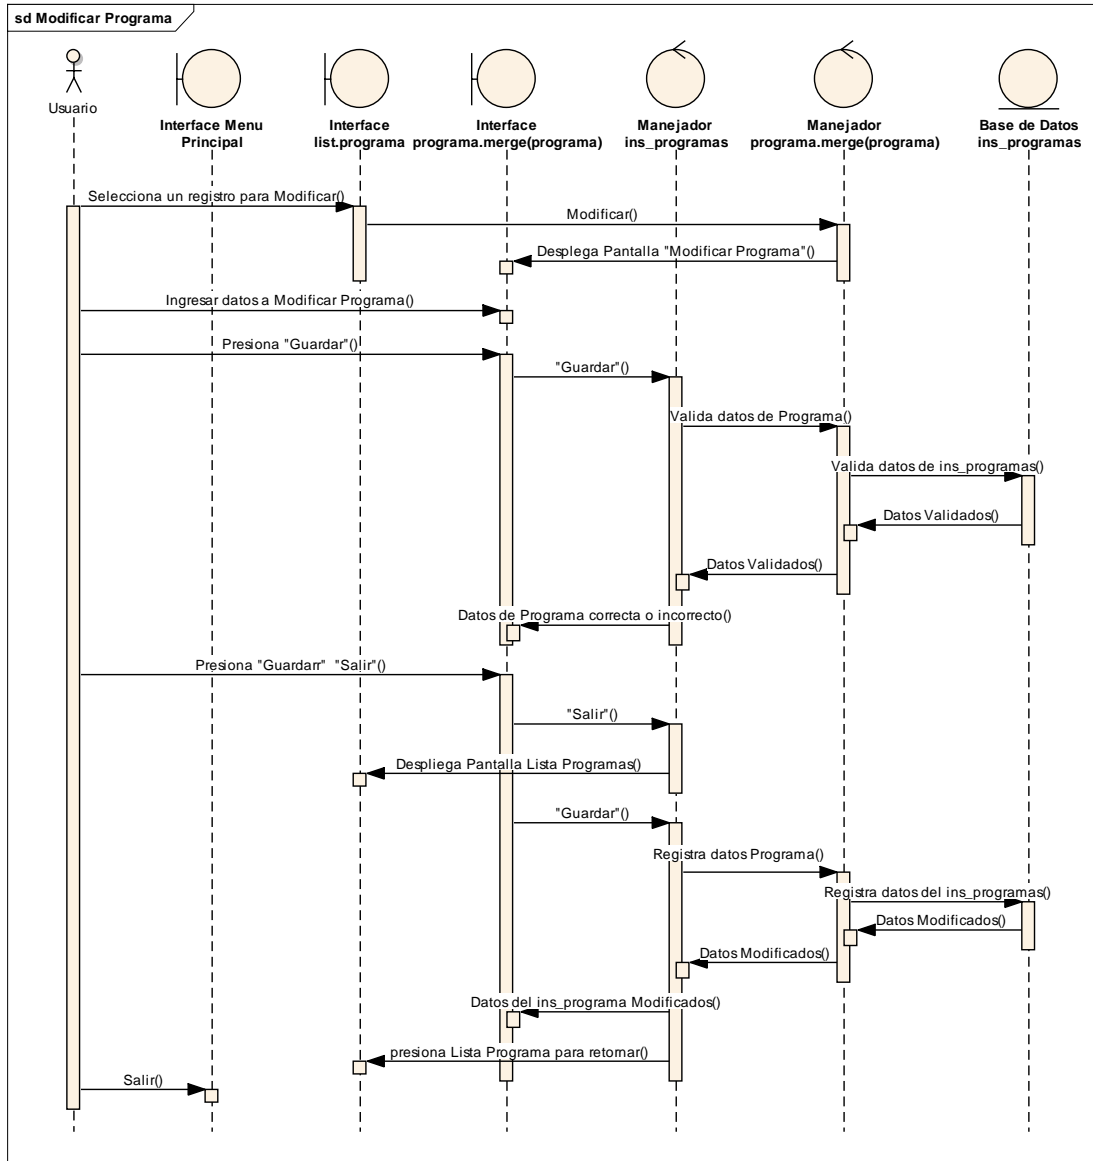 sd Modificar Programa
Usuario
Interface Menu
Principal
Interface
list.programa
Interface
programa.merge(programa)
Manejador
ins_programas
Manejador
programa.merge(programa)
Base de Datos
ins_programas
Selecciona un registro para Modificar()
Modificar()
Desplega Pantalla "Modificar Programa"()
Ingresar datos a Modificar Programa()
Presiona "Guardar"()
"Guardar"()
Valida datos de Programa()
Valida datos de ins_programas()
Datos Validados()
Datos Validados()
Datos de Programa correcta o incorrecto()
Presiona "Guardarr" "Salir"()
"Salir"()
Despliega Pantalla Lista Programas()
"Guardar"()
Registra datos Programa()
Registra datos del ins_programas()
Datos Modificados()
Datos Modificados()
Datos del ins_programa Modificados()
presiona Lista Programa para retornar()
Salir()